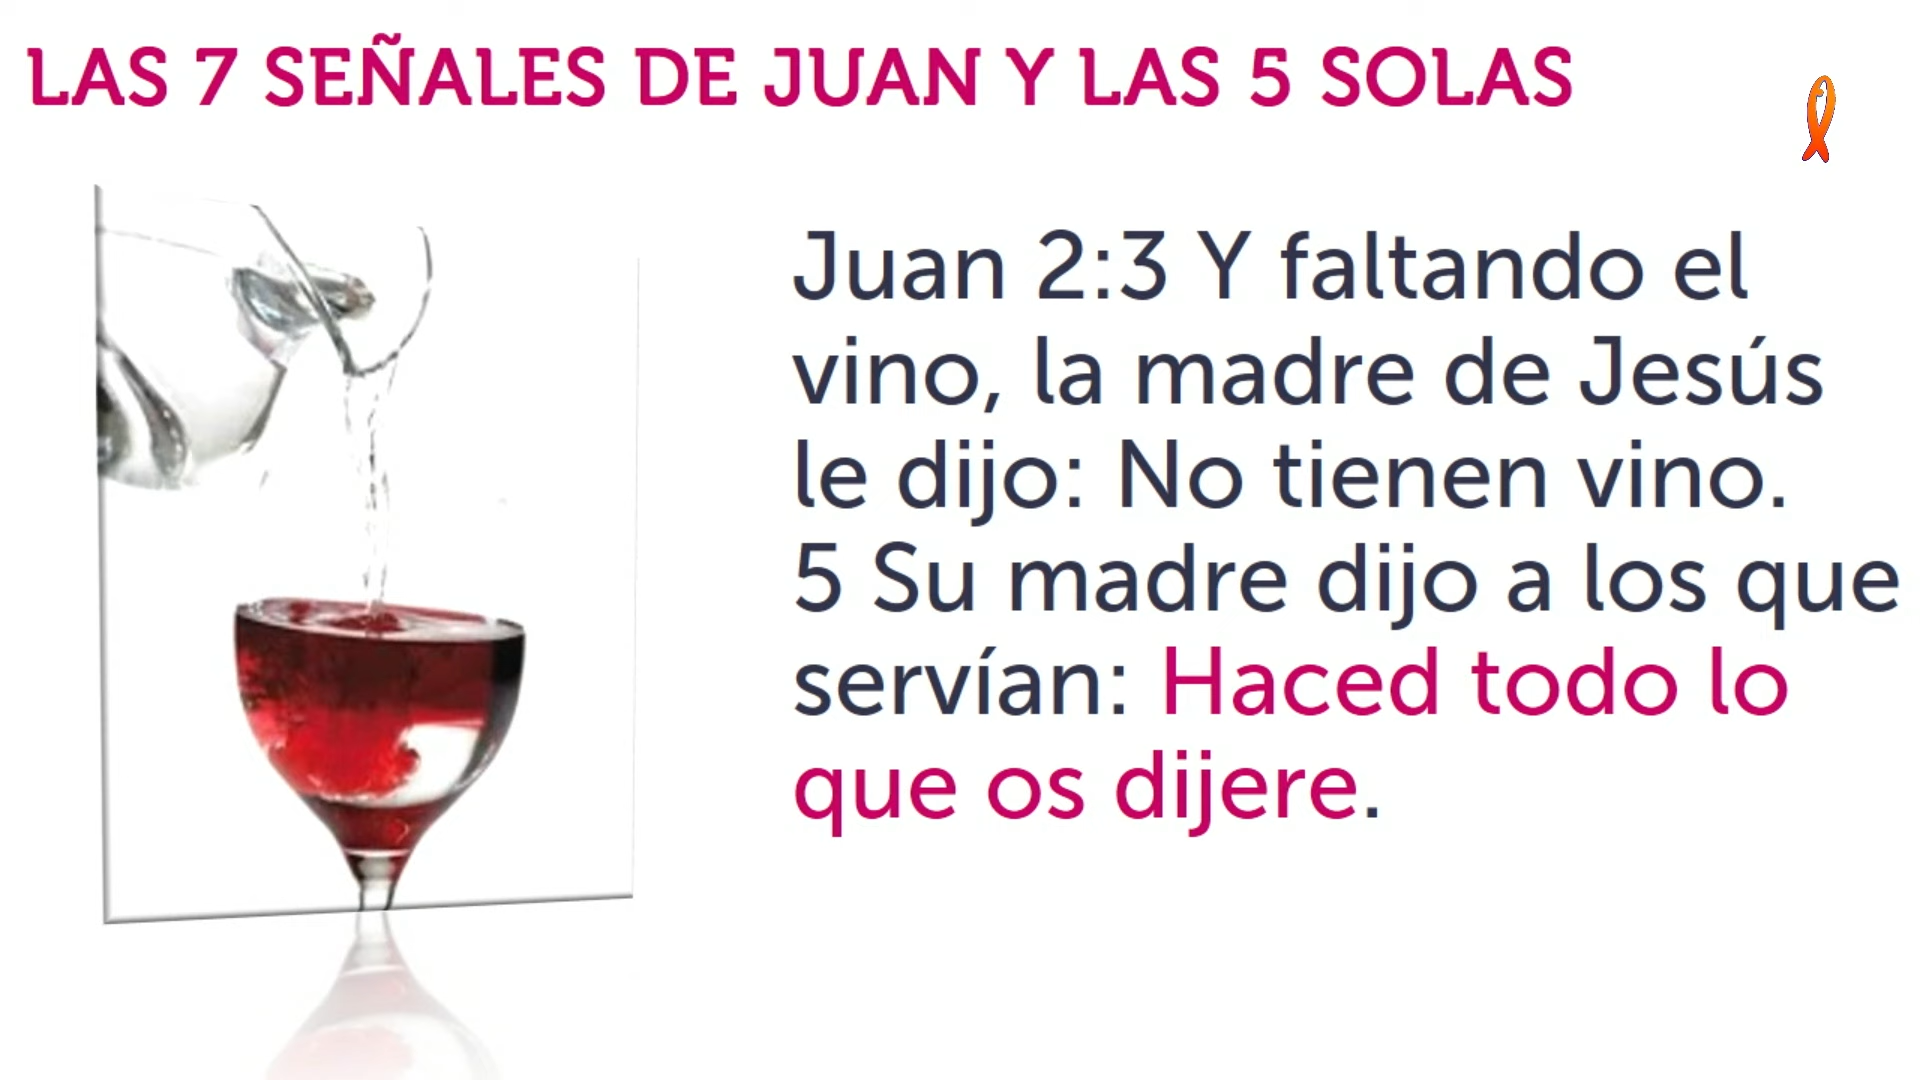 LAS 7 SEÑALES DE JUAN Y LAS 5 SOLAS
Juan 2:3 Y faltando el
vino, la madre de Jesús
le dijo: No tienen vino.
5 Su madre dijo a los que
servían: Haced todo lo
que os dijere.